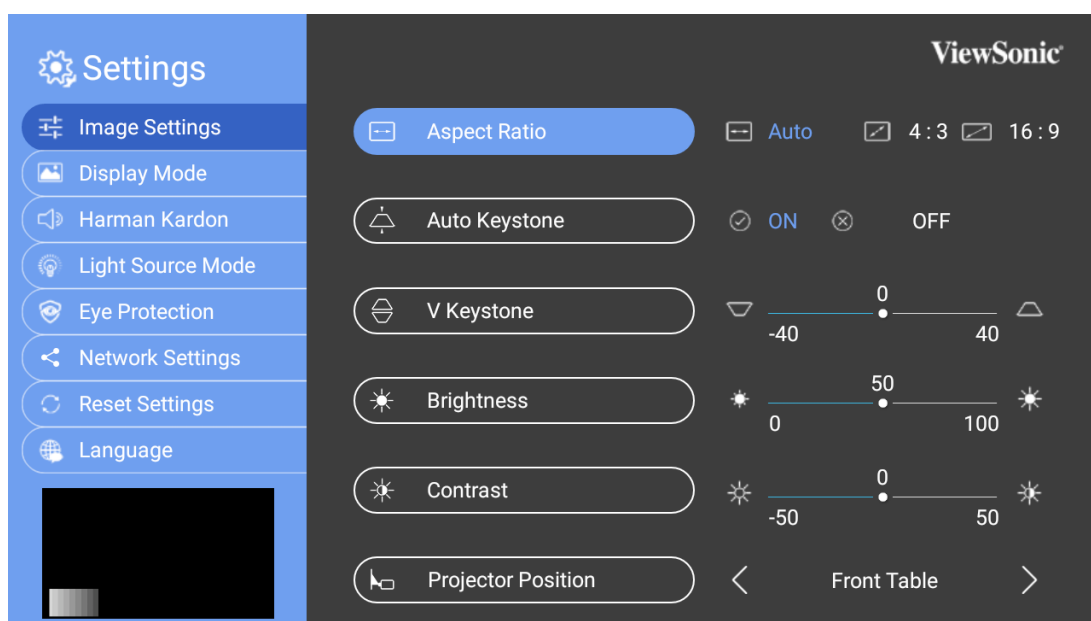 Settings
ViewSonic®
Image Settings
Display Mode
Harman Kardon
Light Source Mode
Eye Protection
Network Settings
Reset Settings
Language
Aspect Ratio
Auto 4:3 16:9
Auto Keystone
ON OFF
V Keystone
0
-40 40
Brightness
50
0 100
Contrast
0
-50 50
Projector Position
Front Table